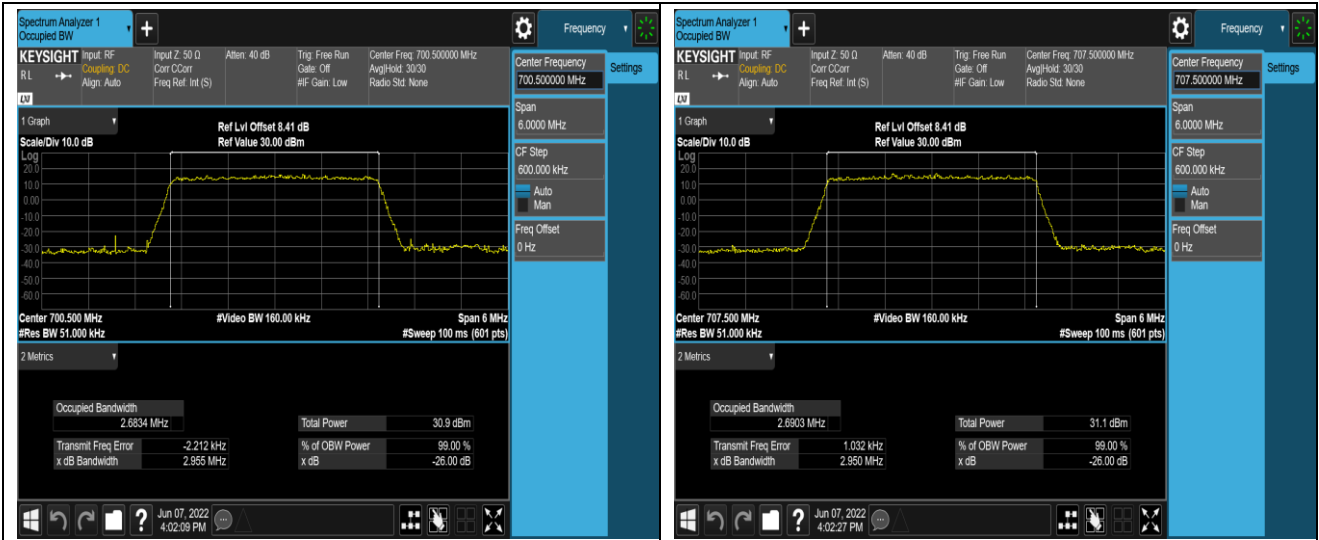 Spectrum Analyzer 1
Occupied BW
Frequency
KEYSIGHT Input: RF Input Z: 50 Ω Atten: 40 dB Trig: Free Run Center Freq: 700.500000 MHz
Coupling: DC Corr CCorr Gate: Off Avg|Hold: 30/30
RL Align: Auto Freq Ref: Int (S) #IF Gain: Low Radio Std: None
LXI
Center Frequency
700.500000 MHz
Settings
Span
6.0000 MHz
CF Step
600.000 kHz
Auto
Man
Freq Offset
0 Hz
1 Graph
Ref Lvl Offset 8.41 dB
Scale/Div 10.0 dB Ref Value 30.00 dBm
Log
20.0
10.0
0.00
-10.0
-20.0
-30.0
-40.0
-50.0
-60.0
Center 700.500 MHz #Video BW 160.00 kHz Span 6 MHz
#Res BW 51.000 kHz #Sweep 100 ms (601 pts)
2 Metrics
Occupied Bandwidth
2.6834 MHz Total Power 30.9 dBm
Transmit Freq Error -2.212 kHz % of OBW Power 99.00 %
x dB Bandwidth 2.955 MHz x dB -26.00 dB
?
Jun 07, 2022
4:02:09 PM
Spectrum Analyzer 1
Occupied BW
Frequency
KEYSIGHT Input: RF Input Z: 50 Ω Atten: 40 dB Trig: Free Run Center Freq: 707.500000 MHz
Coupling: DC Corr CCorr Gate: Off Avg|Hold: 30/30
RL Align: Auto Freq Ref: Int (S) #IF Gain: Low Radio Std: None
LXI
Center Frequency
707.500000 MHz
Settings
Span
6.0000 MHz
CF Step
600.000 kHz
Auto
Man
Freq Offset
0 Hz
1 Graph
Ref Lvl Offset 8.41 dB
Scale/Div 10.0 dB Ref Value 30.00 dBm
Log
20.0
10.0
0.00
-10.0
-20.0
-30.0
-40.0
-50.0
-60.0
Center 707.500 MHz #Video BW 160.00 kHz Span 6 MHz
#Res BW 51.000 kHz #Sweep 100 ms (601 pts)
2 Metrics
Occupied Bandwidth
2.6903 MHz Total Power 31.1 dBm
Transmit Freq Error 1.032 kHz % of OBW Power 99.00 %
x dB Bandwidth 2.950 MHz x dB -26.00 dB
?
Jun 07, 2022
4:02:27 PM